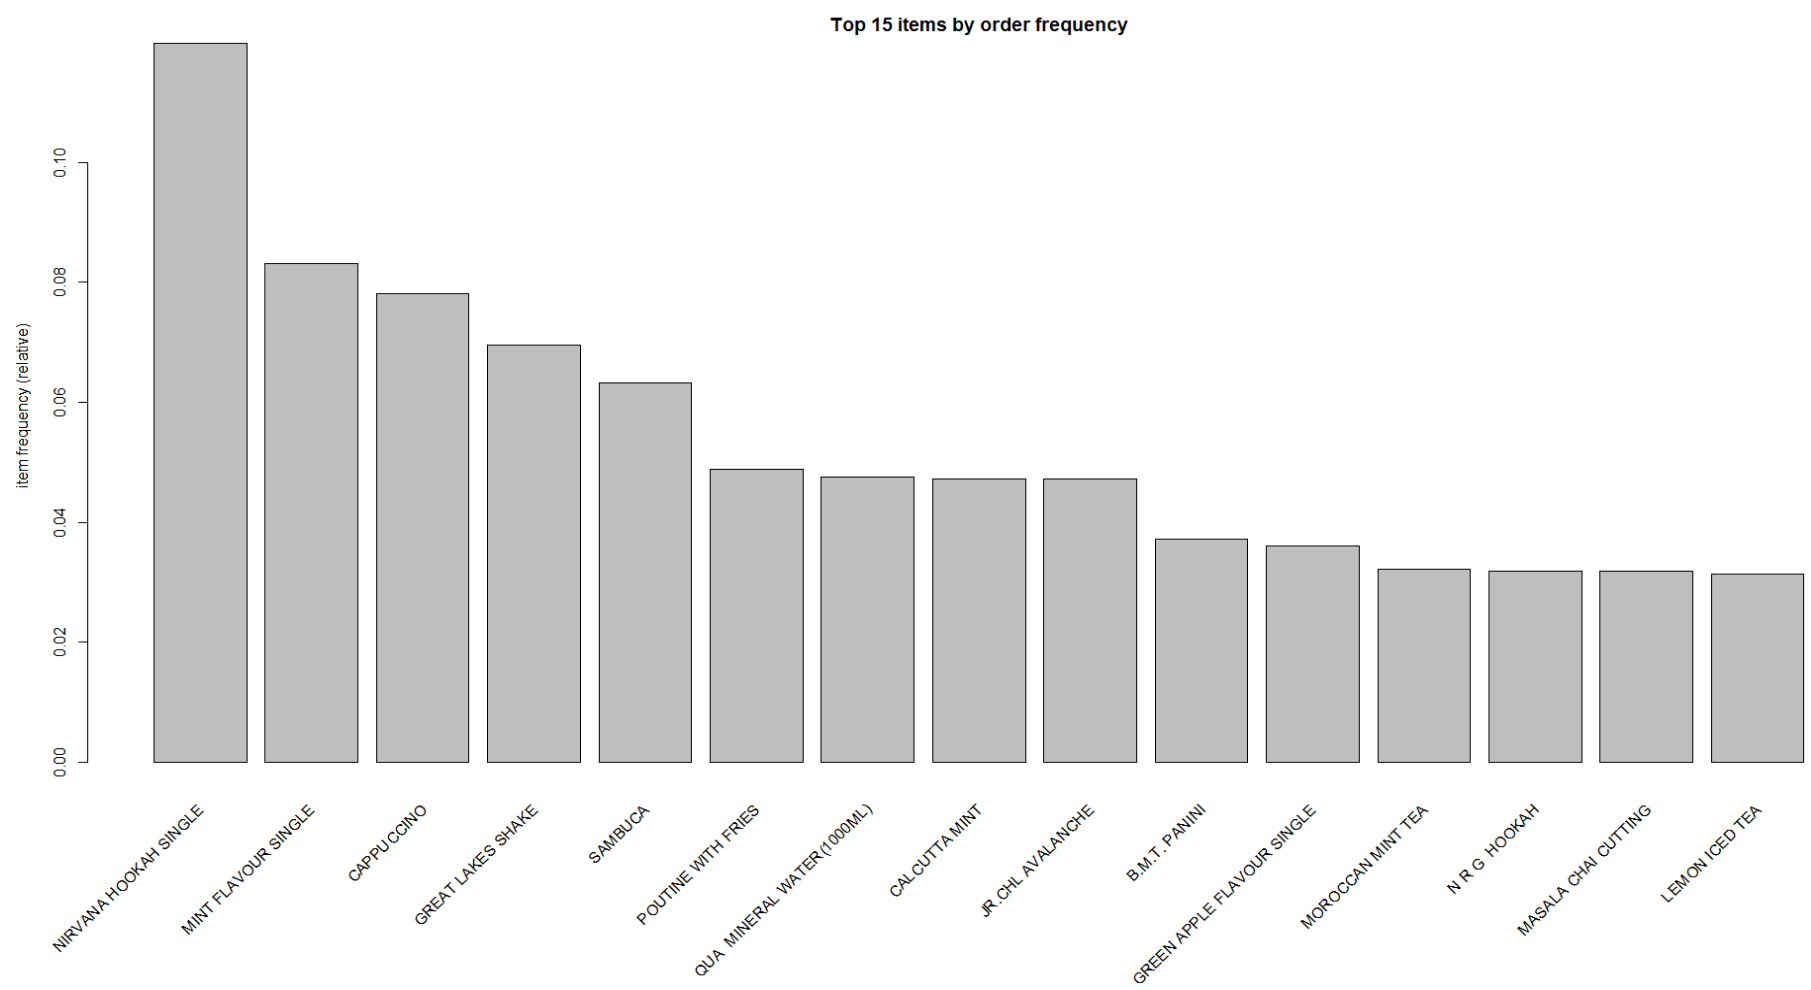 Top 15 items by order frequency
item frequency (relative)
0.10
0.08
0.06
0.04
0.02
0.00
NIRVANA HOOKAH SINGLE
MINT FLAVOUR SINGLE
CAPPUCCINO
GREAT LAKES SHAKE
SAMBUCA
POUTINE WITH FRIES
QUA  MINERAL WATER(1000ML)
CALCUTTA MINT
JR.CHL AVALANCHE
B.M.T. PANINI
GREEN APPLE FLAVOUR SINGLE
MOROCCAN MINT TEA
N R G  HOOKAH
MASALA CHAI CUTTING
LEMON ICED TEA